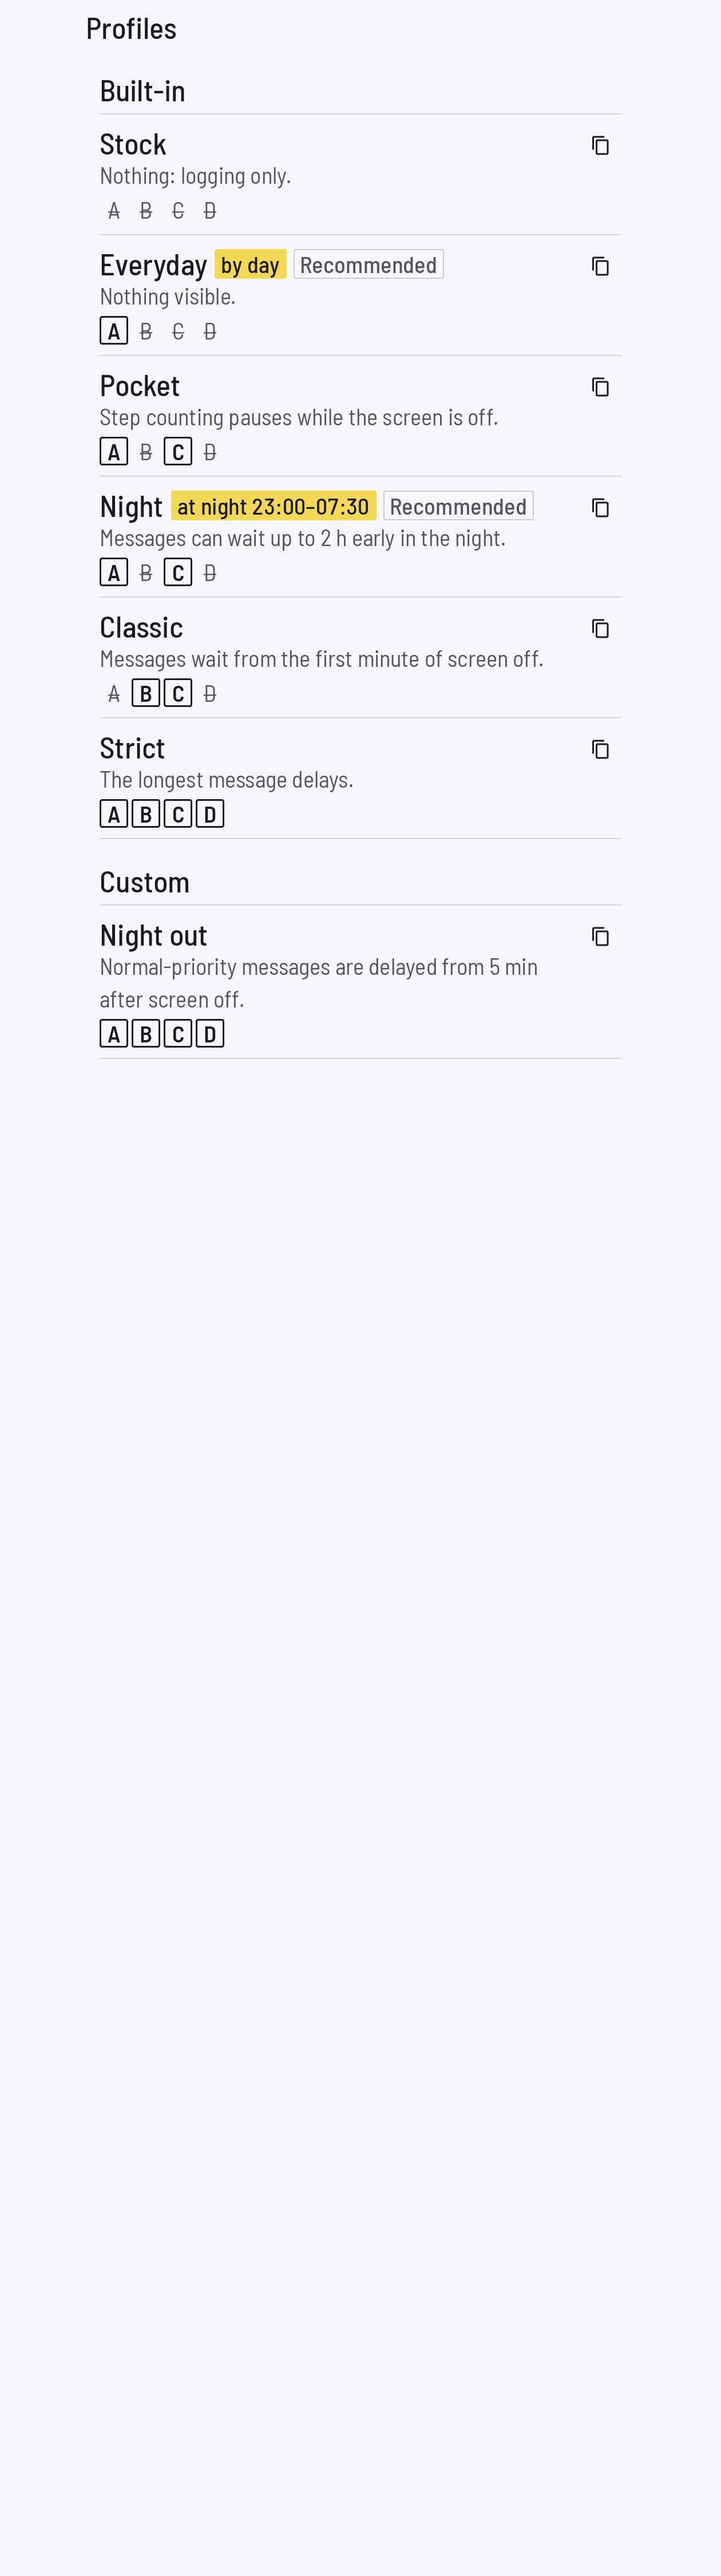 Profiles
Built-in
Stock
Nothing: logging only.
A B C D
Everyday by day Recommended
Nothing visible.
A B C D
Pocket
Step counting pauses while the screen is off.
A B C D
Night at night 23:00–07:30 Recommended
Messages can wait up to 2 h early in the night.
A B C D
Classic
Messages wait from the first minute of screen off.
A B C D
Strict
The longest message delays.
A B C D
Custom
Night out
Normal-priority messages are delayed from 5 min
after screen off.
A B C D